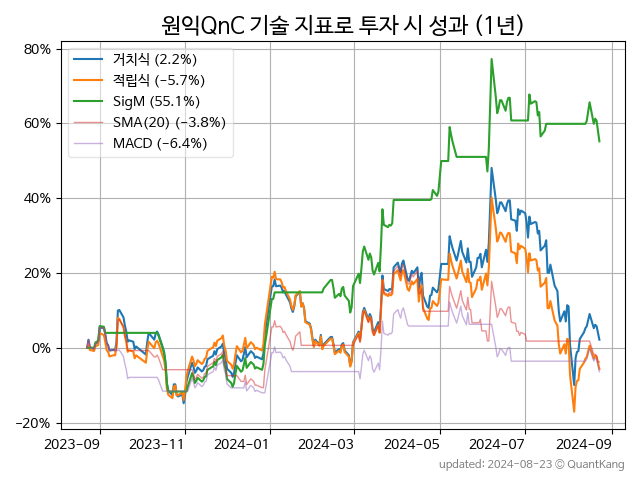 원익QnC 기술 지표로 투자 시 성과 (1년)
80%
60%
40%
20%
0%
−20%
거치식 (2.2%)
적립식 (−5.7%)
SigM (55.1%)
SMA(20) (−3.8%)
MACD (−6.4%)
2023-09 2023-11 2024-01 2024-03 2024-05 2024-07 2024-09
updated: 2024-08-23 ⓒ QuantKang